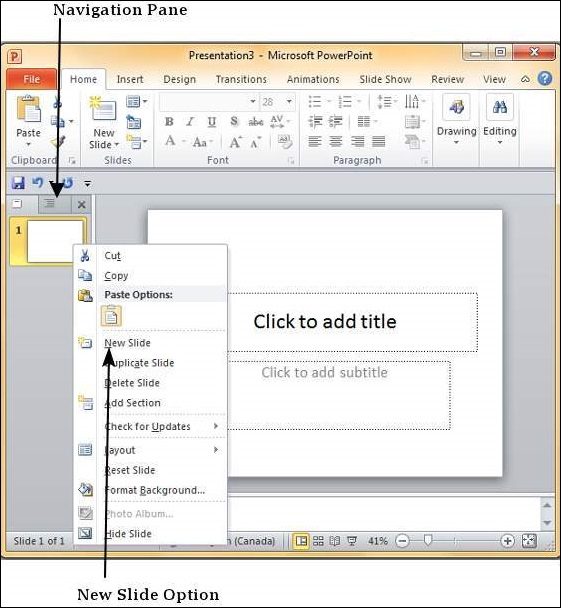 Navigation Pane
Presentation3 - Microsoft PowerPoint
File Home Insert Design Transitions Animations Slide Show Review View
Paste
New
Slide
Drawing
Editing
28
B I U S abc AV
A Aa A A
Clipboard Slides Font Paragraph
1
Cut
Copy
Paste Options:
New Slide
Duplicate Slide
Delete Slide
Add Section
Check for Updates
Layout
Reset Slide
Format Background...
Photo Album...
Hide Slide
Click to add title
Click to add subtitle
Slide 1 of 1 (Canada) 41%
New Slide Option